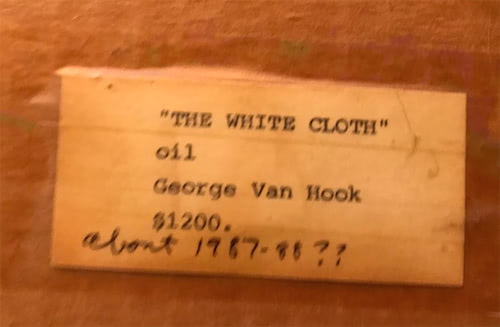 "THE WHITE CLOTH"
oil
George Van Hook
$1200.
about 1987-88 ??